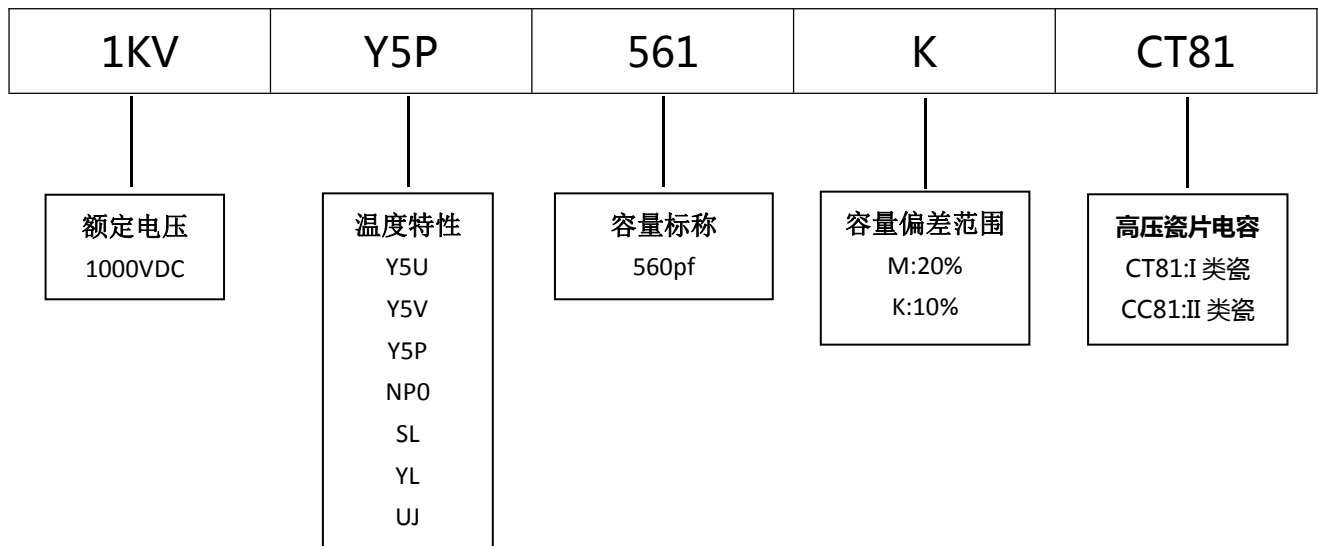 1KV Y5P 561 K CT81
额定电压
1000VDC
温度特性
Y5U
Y5V
Y5P
NP0
SL
YL
UJ
容量标称
560pf
容量偏差范围
M:20%
K:10%
高压瓷片电容
CT81:I 类瓷
CC81:II 类瓷